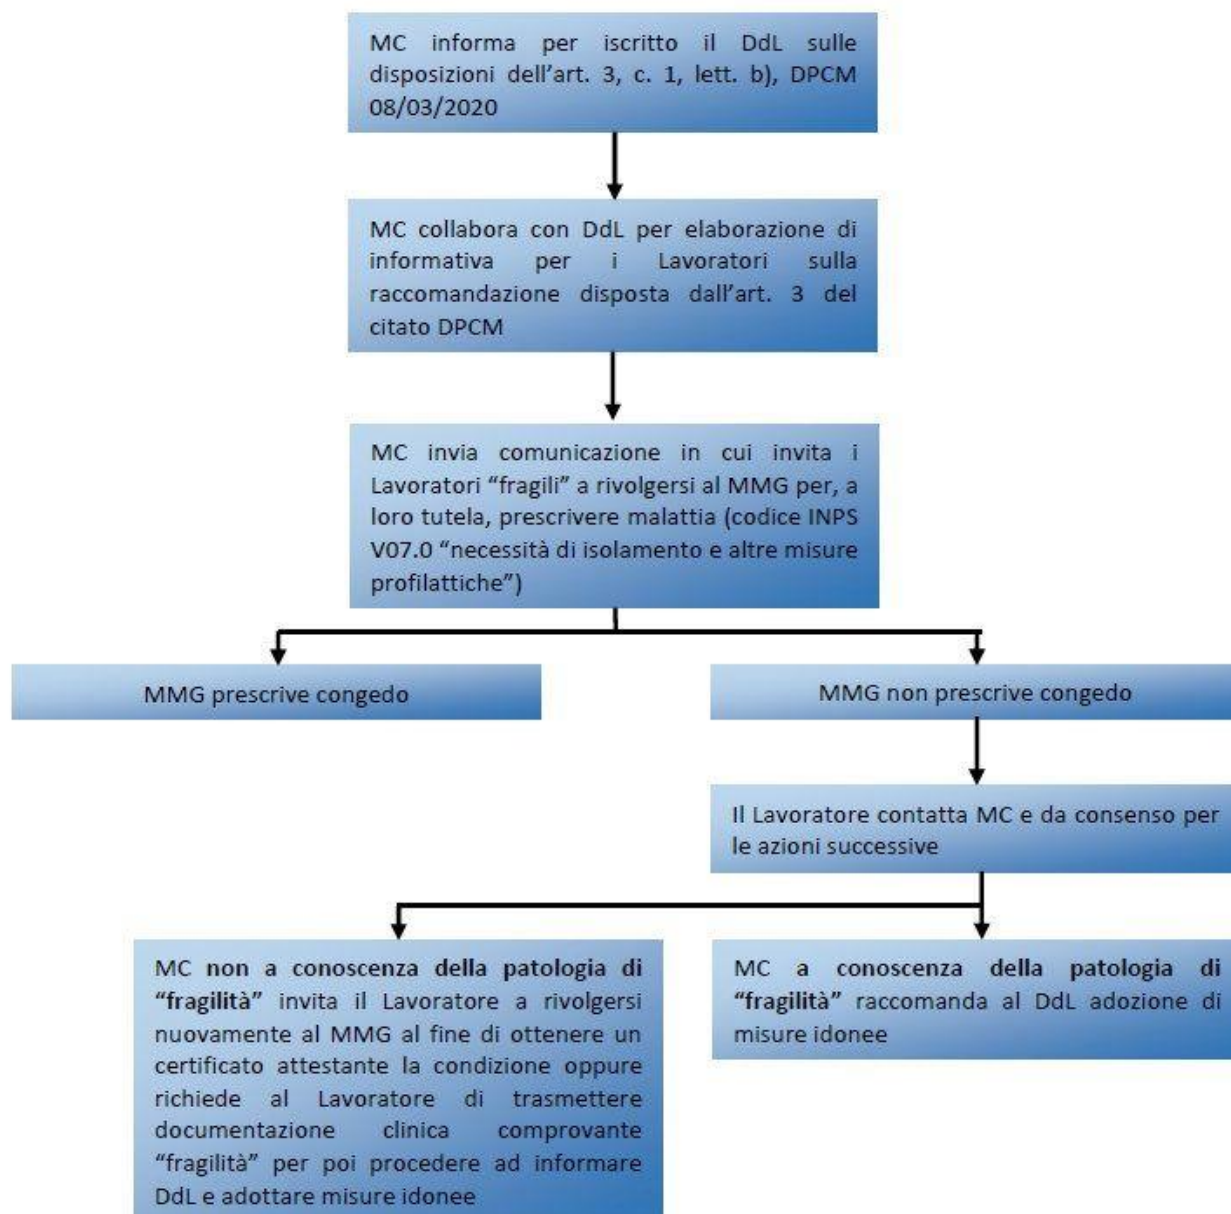 MC informa per iscritto il DdL sulle
disposizioni dell'art. 3, c. 1, lett. b), DPCM
08/03/2020
MC collabora con DdL per elaborazione di
informativa per i Lavoratori sulla
raccomandazione disposta dall'art. 3 del
citato DPCM
MC invia comunicazione in cui invita i
Lavoratori “fragili” a rivolgersi al MMG per, a
loro tutela, prescrivere malattia (codice INPS
V07.0 “necessità di isolamento e altre misure
profilattiche”)
MMG prescrive congedo
MMG non prescrive congedo
Il Lavoratore contatta MC e da consenso per
le azioni successive
MC non a conoscenza della patologia di
“fragilità” invita il Lavoratore a rivolgersi
nuovamente al MMG al fine di ottenere un
certificato attestante la condizione oppure
richiede al Lavoratore di trasmettere
documentazione clinica comprovante
“fragilità” per poi procedere ad informare
DdL e adottare misure idonee
MC a conoscenza della patologia di
“fragilità” raccomanda al DdL adozione di
misure idonee